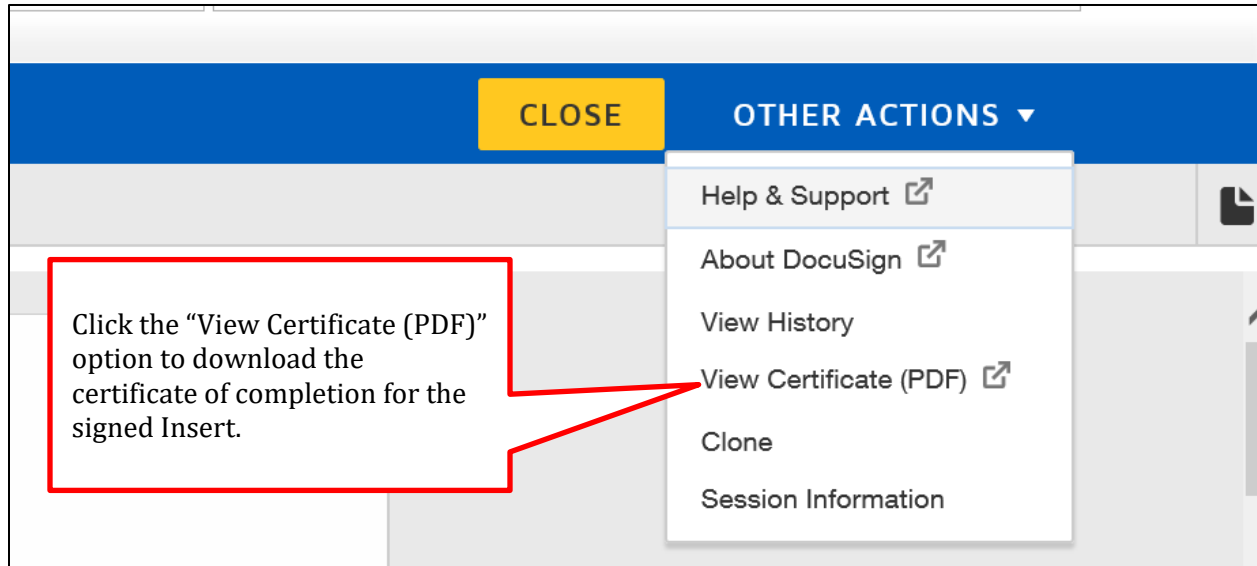 CLOSE
OTHER ACTIONS ▼
Help & Support
About DocuSign
View History
View Certificate (PDF)
Clone
Session Information
Click the “View Certificate (PDF)”
option to download the
certificate of completion for the
signed Insert.